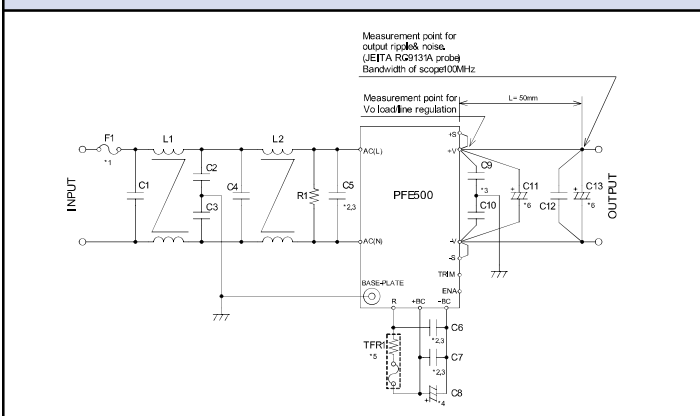 Measurement point for
output ripple& noise.
(JEITA RC9131A probe)
Bandwidth of scope100MHz
Measurement point for
Vo load/line regulation
L= 50mm
F1
*1
L1
L2
INPUT
C1
C2
C3
C4
R1
C5
*2,3
AC(L)
AC(N)
PFE500
BASE-PLATE
R
+BC
-BC
+S
+V
-V
-S
TRIM
ENA
C9
*3
C10
C11
+
*6
C12
C13
+
*6
OUTPUT
TFR1
*5
C6
*2,3
C7
*2,3
C8
+
*4